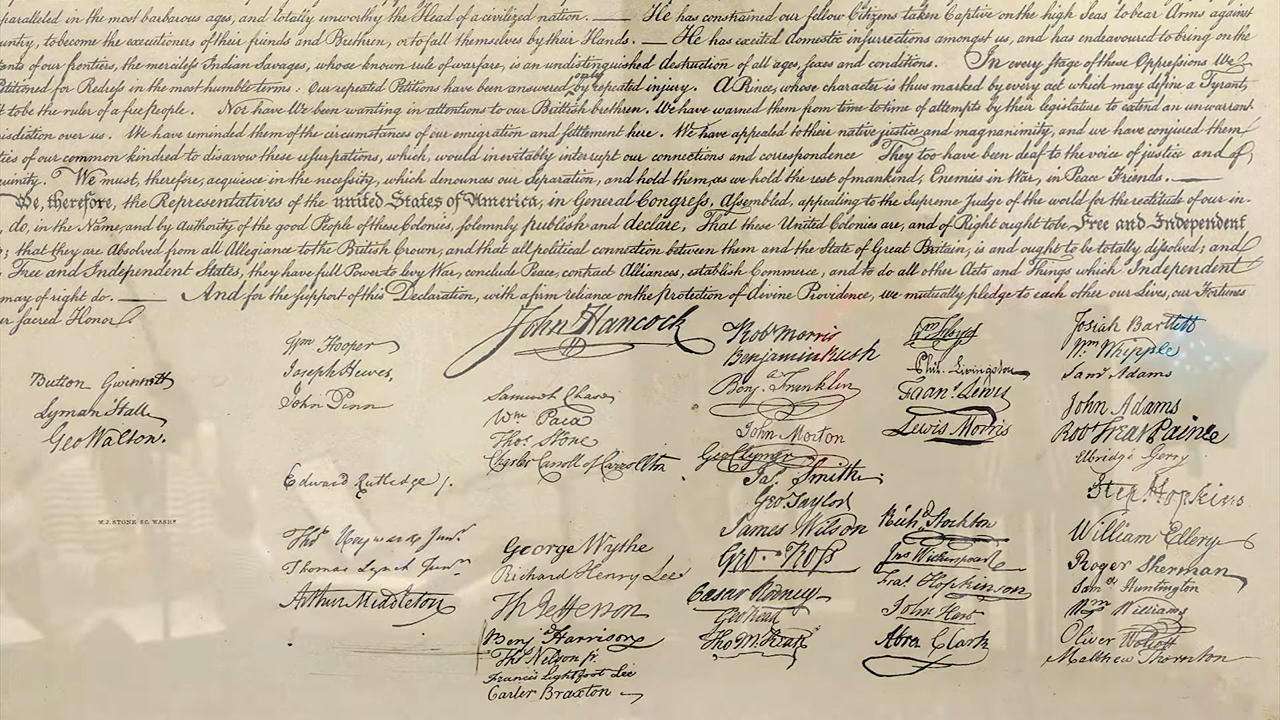 paralleled in the most barbarous ages, and totally unworthy the Head of a civilized nation. — He has constrained our fellow Citizens taken Captive on the high Seas to bear Arms against
untry, to become the executioners of their friends and Brethren, or to fall themselves by their Hands. — He has excited domestic insurrections amongst us, and has endeavoured to bring on the
ants of our frontiers, the merciless Indian Savages, whose known rule of warfare, is an undistinguished destruction of all ages, sexes and conditions. In every stage of these Oppressions We
Petitioned for Redress in the most humble terms: Our repeated Petitions have been answered only by repeated injury. A Prince, whose character is thus marked by every act which may define a Tyrant,
t to be the ruler of a free people. Nor have We been wanting in attentions to our Brittish brethren. We have warned them from time to time of attempts by their legislature to extend an unwarrant
isdiction over us. We have reminded them of the circumstances of our emigration and settlement here. We have appealed to their native justice and magnanimity, and we have conjured them
ties of our common kindred to disavow these usurpations, which, would inevitably interrupt our connections and correspondence They too have been deaf to the voice of justice and of
uinity. We must, therefore, acquiesce in the necessity, which denounces our Separation, and hold them, as we hold the rest of mankind, Enemies in War, in Peace Friends. —
We, therefore, the Representatives of the united States of America, in General Congress, Assembled, appealing to the Supreme Judge of the world for the rectitude of our in-
, do, in the Name, and by Authority of the good People of these Colonies, solemnly publish and declare, That these United Colonies are, and of Right ought to be Free and Independent
; that they are Absolved from all Allegiance to the British Crown, and that all political connection between them and the State of Great Britain, is and ought to be totally dissolved; and
Free and Independent States, they have full Power to levy War, conclude Peace, contract Alliances, establish Commerce, and to do all other Acts and Things which Independent
may of right do. — And for the support of this Declaration, with a firm reliance on the Protection of divine Providence, we mutually pledge to each other our Lives, our Fortunes
r sacred Honor.
Button Gwinnett
Lyman Hall
Geo Walton.
W. J. STONE SC. WASHN
Wm Hooper
Joseph Hewes,
John Penn
Edward Rutledge /.
Thos Heyward Junr.
Thomas Lynch Junr.
Arthur Middleton
John Hancock
Samuel Chase
Wm Paca
Thos Stone
Charles Carroll of Carrollton
George Wythe
Richard Henry Lee
Th Jefferson
Benj Harrison
Thos Nelson jr.
Francis Lightfoot Lee
Carter Braxton
Robt Morris
Benjamin Rush
Benj. Franklin
John Morton
Geo Clymer
Jas. Smith
Geo Taylor
James Wilson
Geo. Ross
Caesar Rodney
Geo Read
Tho M:Kean
Wm Floyd
Phil. Livingston
Frans. Lewis
Lewis Morris
Richd Stockton
Jno Witherspoon
Fras. Hopkinson
John Hart
Abra Clark
Josiah Bartlett
Wm Whipple
Saml Adams
John Adams
Robt Treat Paine
Elbridge Gerry
Step Hopkins
William Ellery
Roger Sherman
Saml Huntington
Wm Williams
Oliver Wolcott
Matthew Thornton